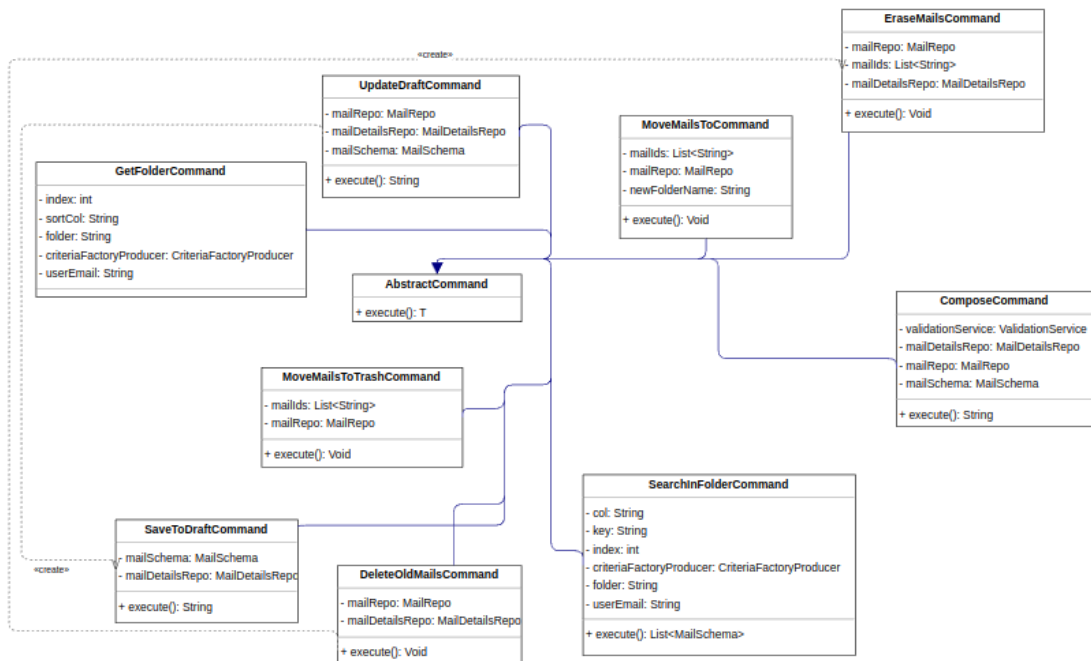 EraseMailsCommand
- mailRepo: MailRepo
- mailIds: List<String>
- mailDetailsRepo: MailDetailsRepo
+ execute(): Void
«create»
UpdateDraftCommand
- mailRepo: MailRepo
- mailDetailsRepo: MailDetailsRepo
- mailSchema: MailSchema
+ execute(): String
MoveMailsToCommand
- mailIds: List<String>
- mailRepo: MailRepo
- newFolderName: String
+ execute(): Void
GetFolderCommand
- index: int
- sortCol: String
- folder: String
- criteriaFactoryProducer: CriteriaFactoryProducer
- userEmail: String
AbstractCommand
+ execute(): T
ComposeCommand
- validationService: ValidationService
- mailDetailsRepo: MailDetailsRepo
- mailRepo: MailRepo
- mailSchema: MailSchema
+ execute(): String
MoveMailsToTrashCommand
- mailIds: List<String>
- mailRepo: MailRepo
+ execute(): Void
SearchInFolderCommand
- col: String
- key: String
- index: int
- criteriaFactoryProducer: CriteriaFactoryProducer
- folder: String
- userEmail: String
+ execute(): List<MailSchema>
SaveToDraftCommand
- mailSchema: MailSchema
- mailDetailsRepo: MailDetailsRepo
+ execute(): String
«create»
DeleteOldMailsCommand
- mailRepo: MailRepo
- mailDetailsRepo: MailDetailsRepo
+ execute(): Void